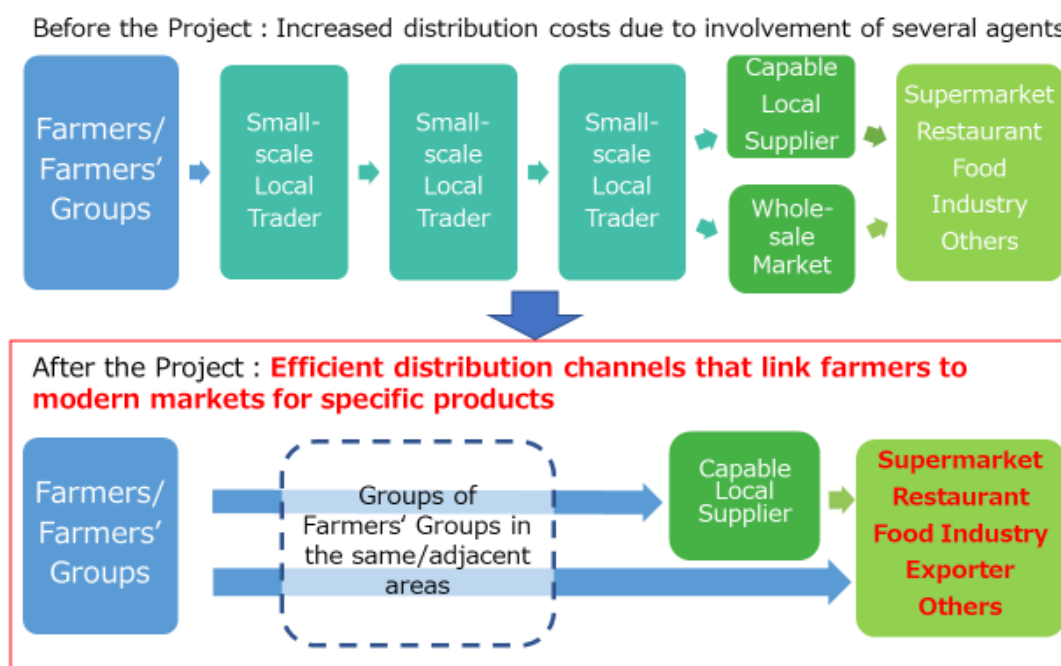 Before the Project : Increased distribution costs due to involvement of several agents
Farmers/
Farmers’
Groups
Small-
scale
Local
Trader
Small-
scale
Local
Trader
Small-
scale
Local
Trader
Capable
Local
Supplier
Whole-
sale
Market
Supermarket
Restaurant
Food
Industry
Others
After the Project : Efficient distribution channels that link farmers to
modern markets for specific products
Farmers/
Farmers’
Groups
Groups of
Farmers’ Groups in
the same/adjacent
areas
Capable
Local
Supplier
Supermarket
Restaurant
Food Industry
Exporter
Others